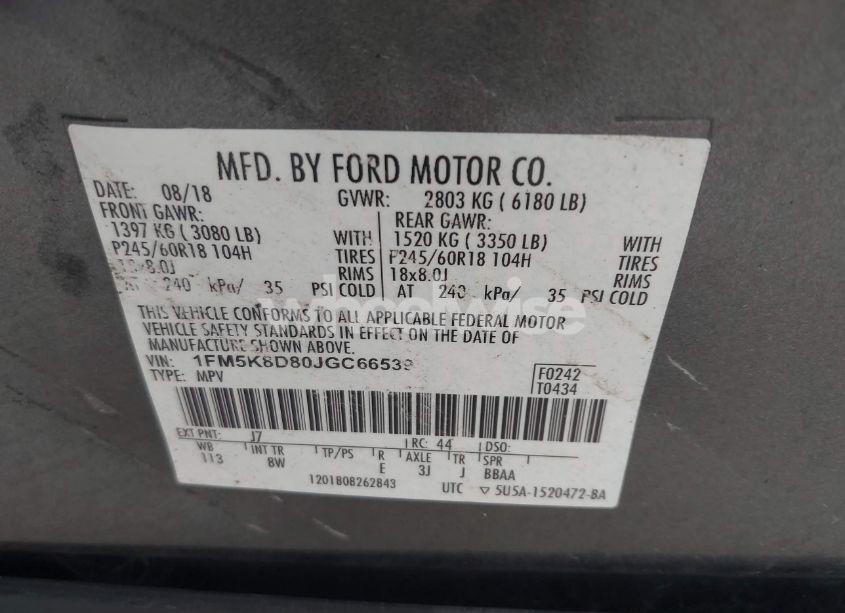 MFD. BY FORD MOTOR CO.
DATE: 08/18 GVWR: 2803 KG ( 6180 LB)
FRONT GAWR: REAR GAWR:
1397 KG ( 3080 LB) WITH 1520 KG ( 3350 LB) WITH
P245/60R18 104H TIRES P245/60R18 104H TIRES
18x8.0J RIMS 18x8.0J RIMS
AT 240 kPa/ 35 PSI COLD AT 240 kPa/ 35 PSI COLD
THIS VEHICLE CONFORMS TO ALL APPLICABLE FEDERAL MOTOR
VEHICLE SAFETY STANDARDS IN EFFECT ON THE DATE OF
MANUFACTURE SHOWN ABOVE.
VIN: 1FM5K8D80JGC66539 F0242
TYPE: MPV T0434
EXT PNT: J7 RC: 44 DSO:
WB INT TR TP/PS R AXLE TR SPR
113 8W E 3J J BBAA
1201808262843 UTC ▽ 5U5A-1520472-BA